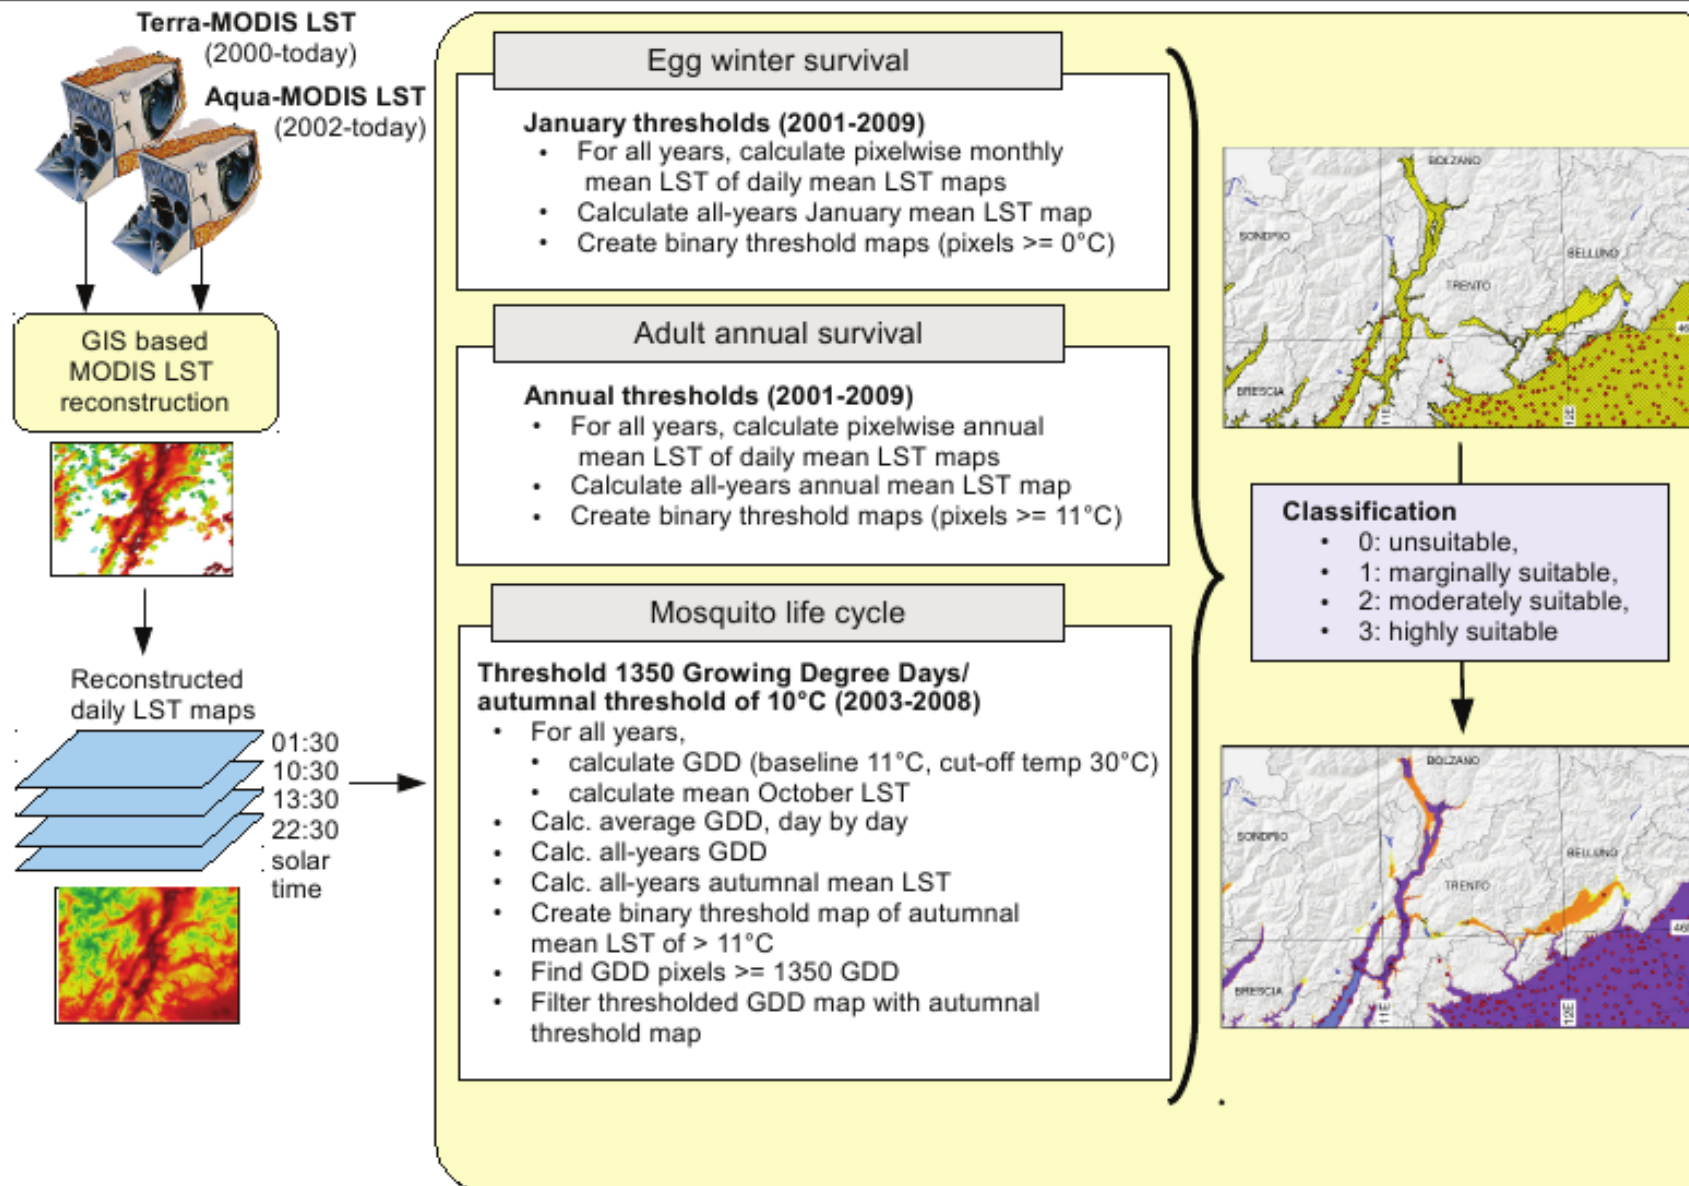 Terra-MODIS LST
(2000-today)
Aqua-MODIS LST
(2002-today)
GIS based
MODIS LST
reconstruction
Reconstructed
daily LST maps
01:30
10:30
13:30
22:30
solar
time
Egg winter survival
January thresholds (2001-2009)
• For all years, calculate pixelwise monthly
mean LST of daily mean LST maps
• Calculate all-years January mean LST map
• Create binary threshold maps (pixels >= 0°C)
Adult annual survival
Annual thresholds (2001-2009)
• For all years, calculate pixelwise annual
mean LST of daily mean LST maps
• Calculate all-years annual mean LST map
• Create binary threshold maps (pixels >= 11°C)
Mosquito life cycle
Threshold 1350 Growing Degree Days/
autumnal threshold of 10°C (2003-2008)
• For all years,
• calculate GDD (baseline 11°C, cut-off temp 30°C)
• calculate mean October LST
• Calc. average GDD, day by day
• Calc. all-years GDD
• Calc. all-years autumnal mean LST
• Create binary threshold map of autumnal
mean LST of > 11°C
• Find GDD pixels >= 1350 GDD
• Filter thresholded GDD map with autumnal
threshold map
BOLZANO
SONDRIO
BELLUNO
TRENTO
BRESCIA
11E
12E
Classification
• 0: unsuitable,
• 1: marginally suitable,
• 2: moderately suitable,
• 3: highly suitable
BOLZANO
SONDRIO
BELLUNO
TRENTO
BRESCIA
11E
12E